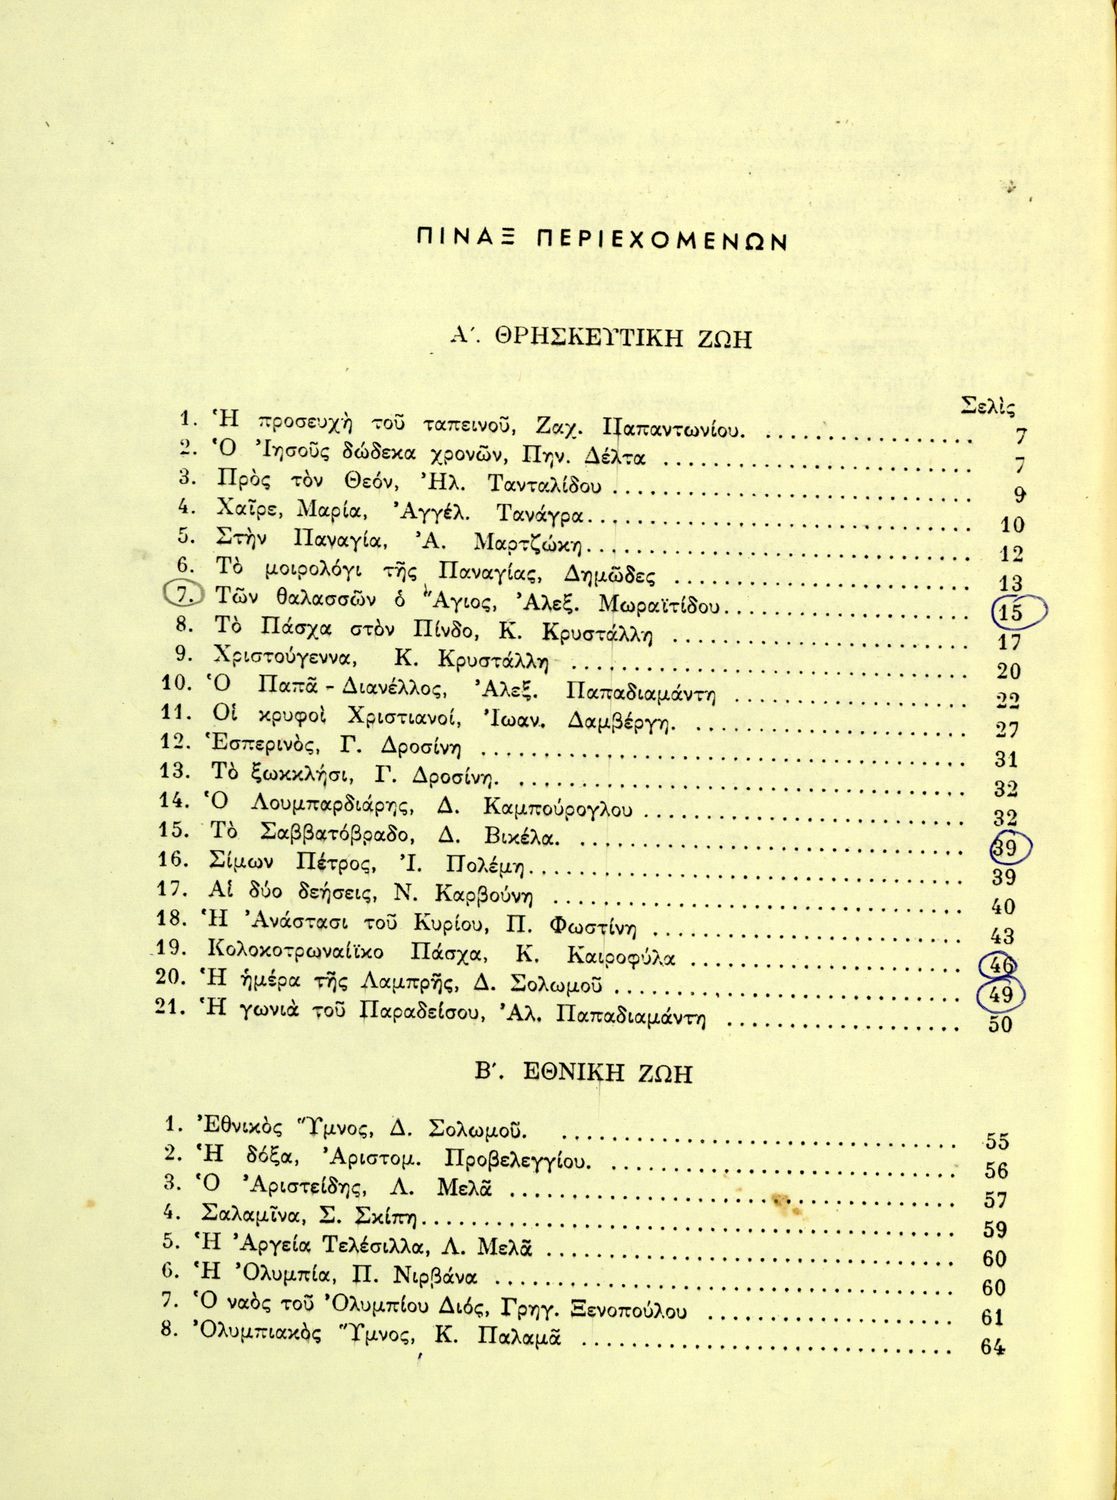 ΠΙΝΑΞ ΠΕΡΙΕΧΟΜΕΝΩΝ
Α΄. ΘΡΗΣΚΕΥΤΙΚΗ ΖΩΗ
Σελὶς
1. Ἡ προσευχὴ τοῦ ταπεινοῦ, Ζαχ. Παπαντωνίου. .................. 7
2. Ὁ Ἰησοῦς δώδεκα χρονῶν, Πην. Δέλτα .......................... 7
3. Πρὸς τὸν Θεόν, Ἠλ. Τανταλίδου .............................. 9
4. Χαῖρε, Μαρία, Ἀγγέλ. Τανάγρα................................ 10
5. Στὴν Παναγία, Ἀ. Μαρτζώκη................................ 12
6. Τὸ μοιρολόγι τῆς Παναγίας, Δημῶδες ......................... 13
7. Τῶν θαλασσῶν ὁ Ἅγιος, Ἀλεξ. Μωραϊτίδου..................... 15
8. Τὸ Πάσχα στὸν Πίνδο, Κ. Κρυστάλλη ......................... 17
9. Χριστούγεννα, Κ. Κρυστάλλη ................................ 20
10. Ὁ Παπᾶ - Διανέλλος, Ἀλεξ. Παπαδιαμάντη .................... 22
11. Οἱ κρυφοὶ Χριστιανοί, Ἰωαν. Δαμβέργη. ...................... 27
12. Ἑσπερινὸς, Γ. Δροσίνη ...................................... 31
13. Τὸ ξωκκλήσι, Γ. Δροσίνη. ................................... 32
14. Ὁ Λουμπαρδιάρης, Δ. Καμπούρογλου .......................... 32
15. Τὸ Σαββατόβραδο, Δ. Βικέλα. ................................ 39
16. Σίμων Πέτρος, Ἰ. Πολέμη.................................... 39
17. Αἱ δύο δεήσεις, Ν. Καρβούνη ................................ 40
18. Ἡ Ἀνάστασι τοῦ Κυρίου, Π. Φωστίνη ......................... 43
19. Κολοκοτρωναίϊκο Πάσχα, Κ. Καιροφύλα ...................... 46
20. Ἡ ἡμέρα τῆς Λαμπρῆς, Δ. Σολωμοῦ ........................... 49
21. Ἡ γωνιὰ τοῦ Παραδείσου, Ἀλ. Παπαδιαμάντη ................... 50
Β΄. ΕΘΝΙΚΗ ΖΩΗ
1. Ἐθνικὸς Ὕμνος, Δ. Σολωμοῦ. ................................ 55
2. Ἡ δόξα, Ἀριστομ. Προβελεγγίου. ............................. 56
3. Ὁ Ἀριστείδης, Λ. Μελᾶ ...................................... 57
4. Σαλαμῖνα, Σ. Σκίπη.......................................... 59
5. Ἡ Ἀργεία Τελέσιλλα, Λ. Μελᾶ ................................ 60
6. Ἡ Ὀλυμπία, Π. Νιρβάνα ...................................... 60
7. Ὁ ναὸς τοῦ Ὀλυμπίου Διός, Γρηγ. Ξενοπούλου ................. 61
8. Ὀλυμπιακὸς Ὕμνος, Κ. Παλαμᾶ ............................... 64